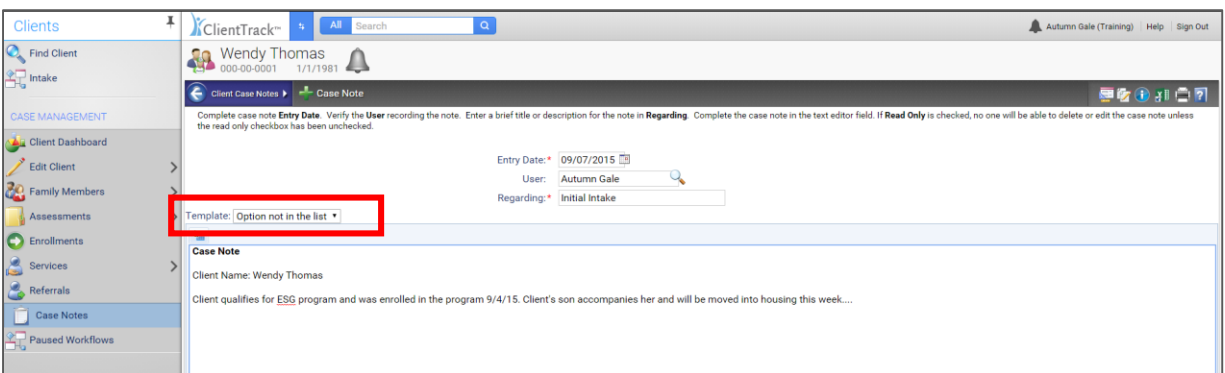 Clients
Find Client
Intake
CASE MANAGEMENT
Client Dashboard
Edit Client
Family Members
Assessments
Enrollments
Services
Referrals
Case Notes
Paused Workflows
ClientTrack™
All Search
Autumn Gale (Training) Help Sign Out
Wendy Thomas
000-00-0001 1/1/1981
Client Case Notes Case Note
Complete case note Entry Date. Verify the User recording the note. Enter a brief title or description for the note in Regarding. Complete the case note in the text editor field. If Read Only is checked, no one will be able to delete or edit the case note unless
the read only checkbox has been unchecked.
Entry Date:* 09/07/2015
User: Autumn Gale
Regarding:* Initial Intake
Template: Option not in the list
Case Note
Client Name: Wendy Thomas
Client qualifies for ESG program and was enrolled in the program 9/4/15. Client's son accompanies her and will be moved into housing this week....